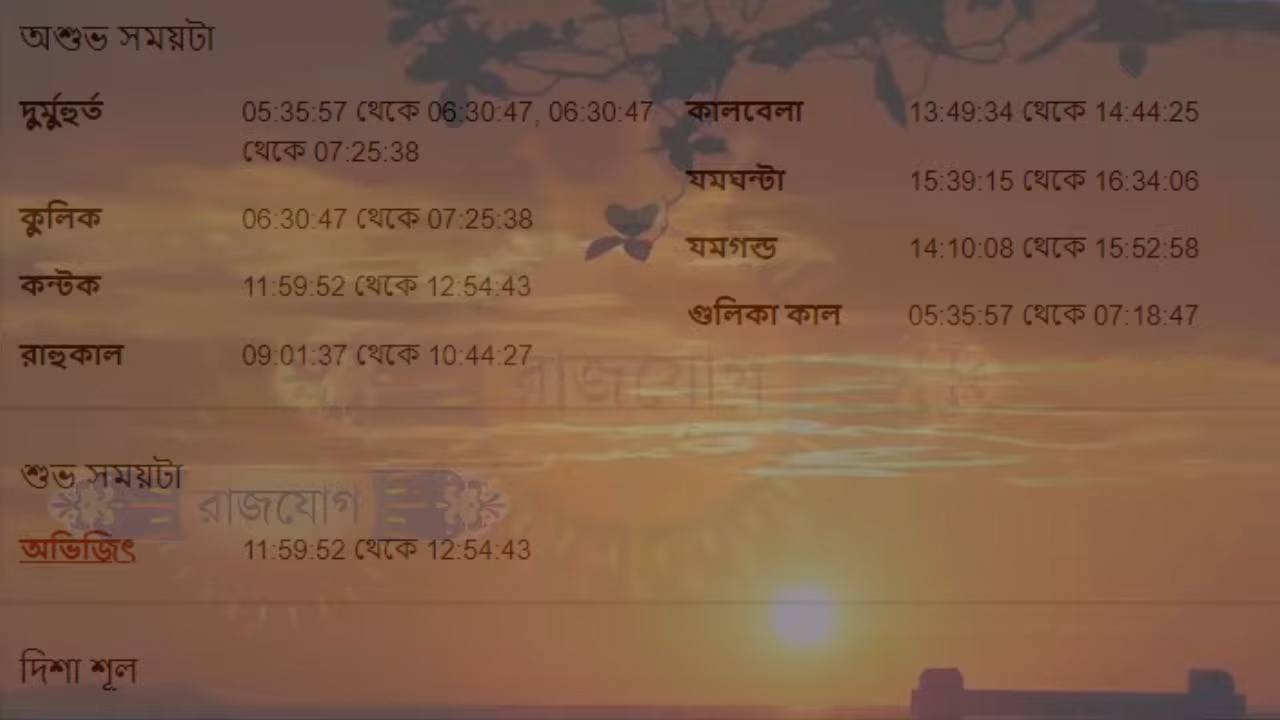 অশুভ সময়টা
দুর্মুহুর্ত 05:35:57 থেকে 06:30:47, 06:30:47
থেকে 07:25:38
কুলিক 06:30:47 থেকে 07:25:38
কন্টক 11:59:52 থেকে 12:54:43
রাহুকাল 09:01:37 থেকে 10:44:27
কালবেলা 13:49:34 থেকে 14:44:25
যমঘন্টা 15:39:15 থেকে 16:34:06
যমগন্ড 14:10:08 থেকে 15:52:58
গুলিকা কাল 05:35:57 থেকে 07:18:47
রাজযোগ
শুভ সময়টা
রাজযোগ
অভিজিৎ 11:59:52 থেকে 12:54:43
দিশা শূল